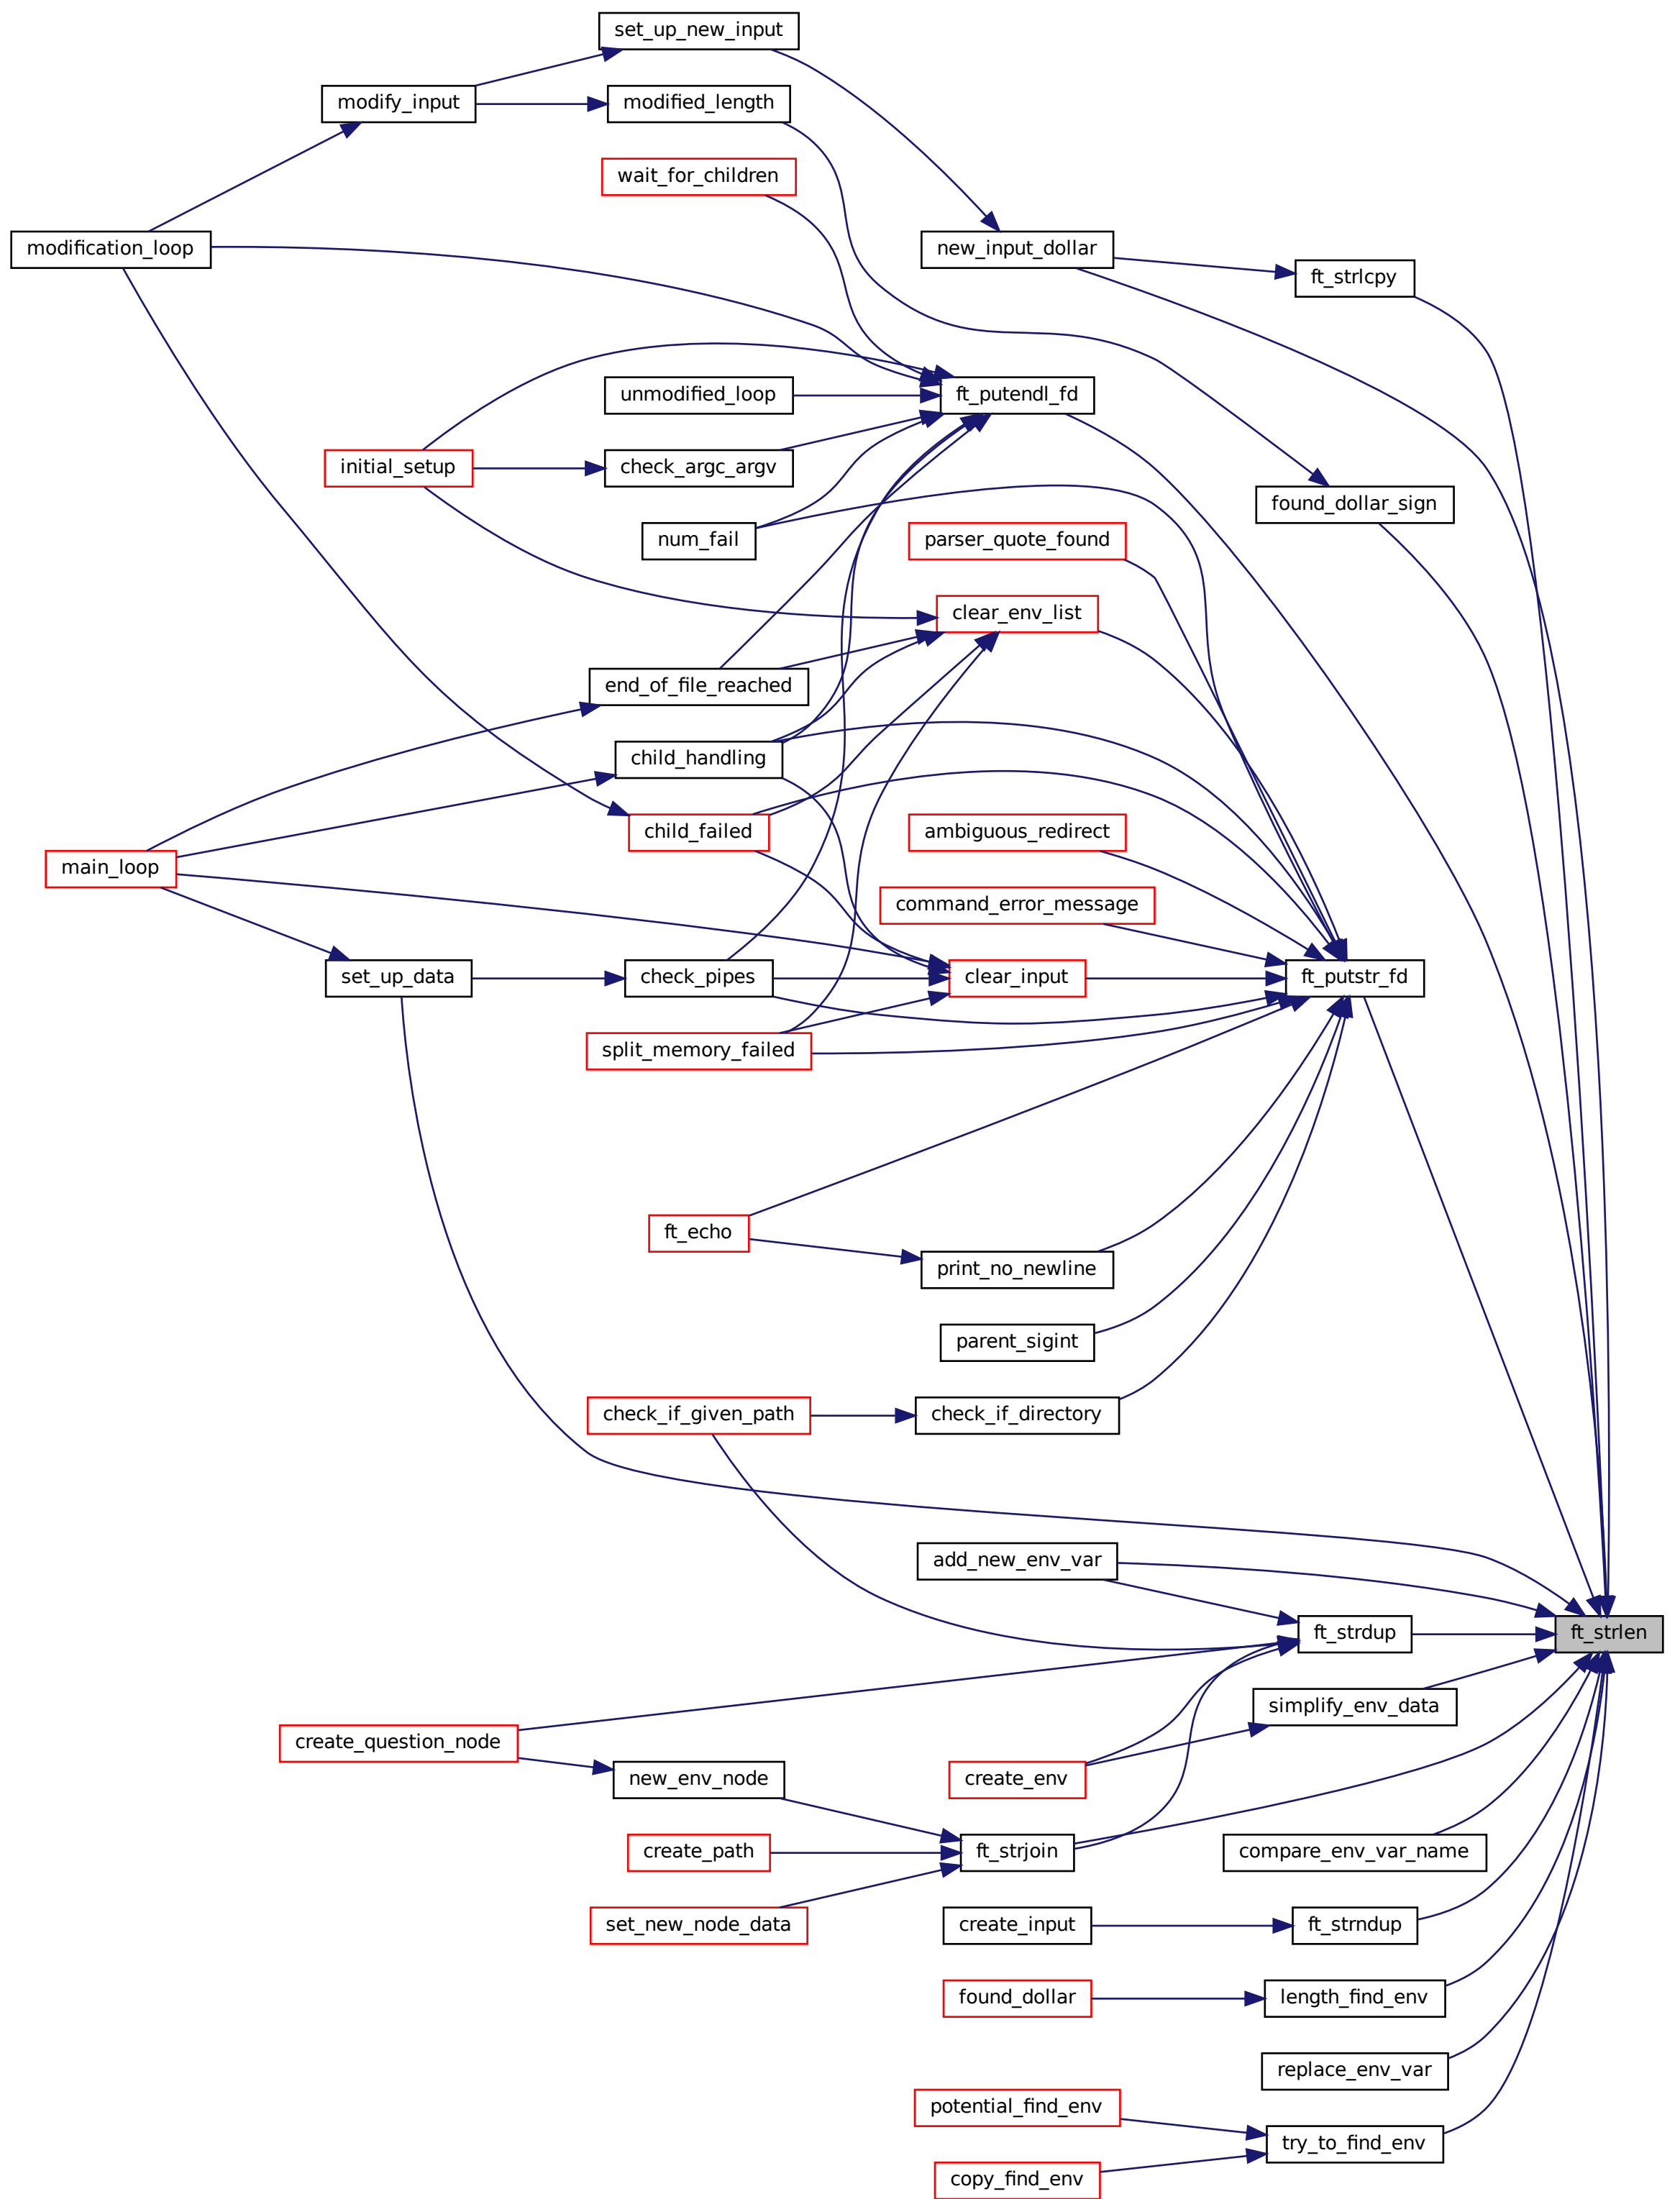 set_up_new_input
modify_input
modified_length
wait_for_children
modification_loop
new_input_dollar
ft_strlcpy
unmodified_loop
ft_putendl_fd
initial_setup
check_argc_argv
found_dollar_sign
num_fail
parser_quote_found
clear_env_list
end_of_file_reached
child_handling
child_failed
ambiguous_redirect
main_loop
command_error_message
set_up_data
check_pipes
clear_input
ft_putstr_fd
split_memory_failed
ft_echo
print_no_newline
parent_sigint
check_if_given_path
check_if_directory
add_new_env_var
ft_strdup
ft_strlen
simplify_env_data
create_question_node
new_env_node
create_env
create_path
ft_strjoin
compare_env_var_name
set_new_node_data
create_input
ft_strndup
found_dollar
length_find_env
replace_env_var
potential_find_env
try_to_find_env
copy_find_env